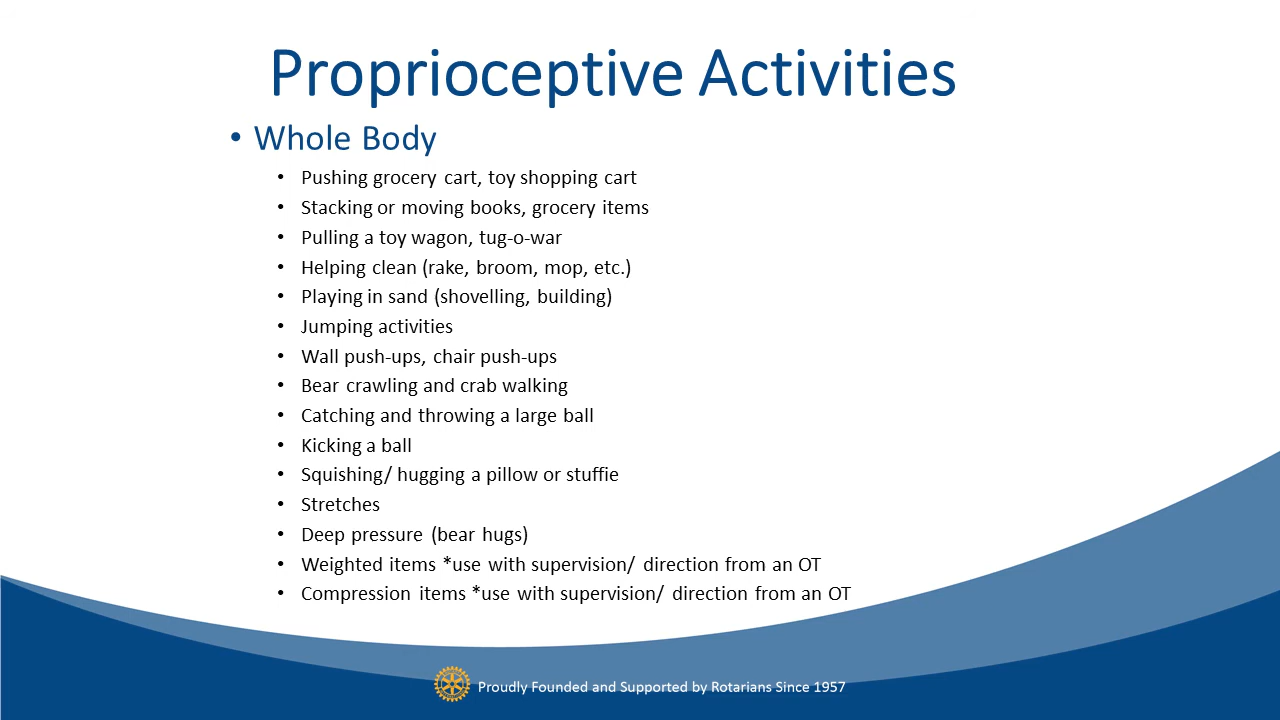 Proprioceptive Activities
• Whole Body
• Pushing grocery cart, toy shopping cart
• Stacking or moving books, grocery items
• Pulling a toy wagon, tug-o-war
• Helping clean (rake, broom, mop, etc.)
• Playing in sand (shovelling, building)
• Jumping activities
• Wall push-ups, chair push-ups
• Bear crawling and crab walking
• Catching and throwing a large ball
• Kicking a ball
• Squishing/ hugging a pillow or stuffie
• Stretches
• Deep pressure (bear hugs)
• Weighted items *use with supervision/ direction from an OT
• Compression items *use with supervision/ direction from an OT
Proudly Founded and Supported by Rotarians Since 1957